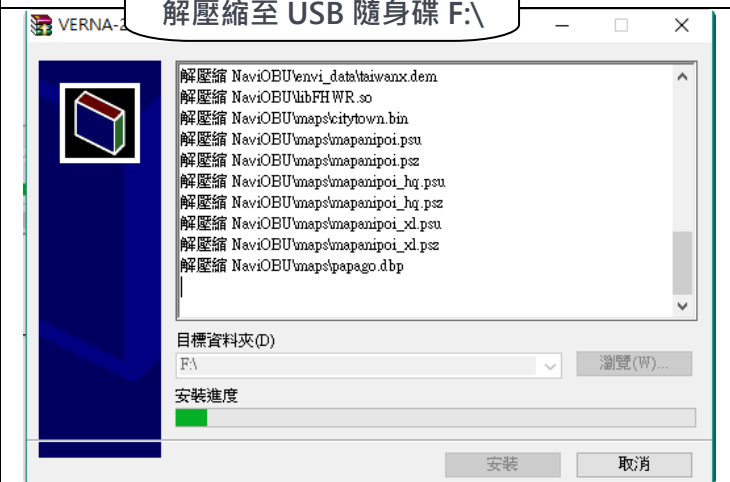 解壓縮至 USB 隨身碟 F:\
VERNA-2
解壓縮 NaviOBU\envi_data\taiwanx.dem
解壓縮 NaviOBU\libFHWR.so
解壓縮 NaviOBU\maps\citytown.bin
解壓縮 NaviOBU\maps\mapanipoi.psu
解壓縮 NaviOBU\maps\mapanipoi.psz
解壓縮 NaviOBU\maps\mapanipoi_hq.psu
解壓縮 NaviOBU\maps\mapanipoi_hq.psz
解壓縮 NaviOBU\maps\mapanipoi_xl.psu
解壓縮 NaviOBU\maps\mapanipoi_xl.psz
解壓縮 NaviOBU\maps\papago.dbp
目標資料夾(D)
F:\
瀏覽(W)...
安裝進度
安裝
取消